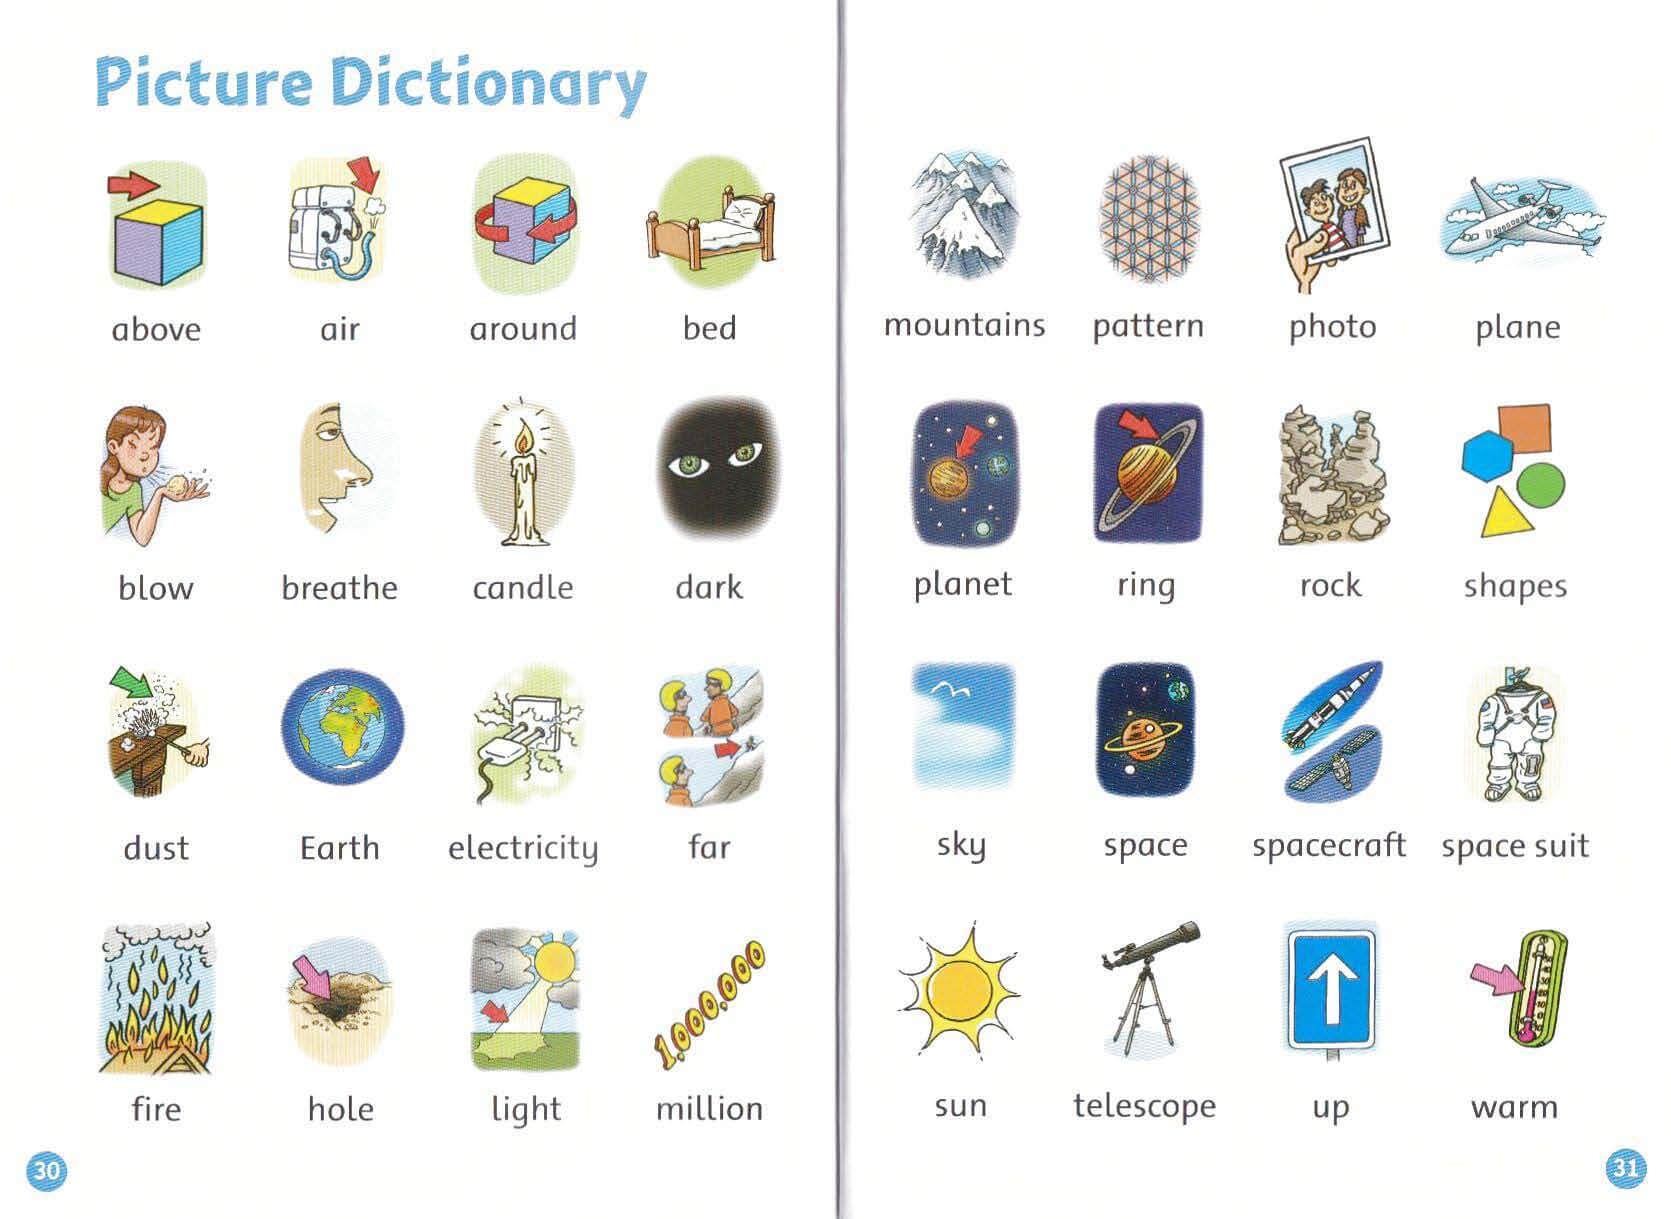 Picture Dictionary
above air around bed
blow breathe candle dark
dust Earth electricity far
1,000,000
fire hole light million
30
mountains pattern photo plane
planet ring rock shapes
sky space spacecraft space suit
sun telescope up warm
31